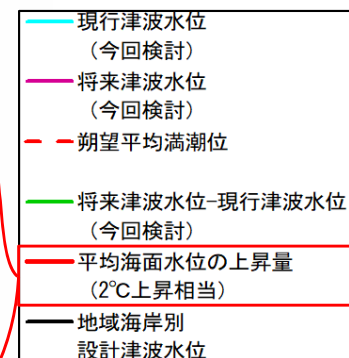 現行津波水位
（今回検討）
将来津波水位
（今回検討）
朔望平均満潮位
将来津波水位−現行津波水位
（今回検討）
平均海面水位の上昇量
（2℃上昇相当）
地域海岸別
設計津波水位